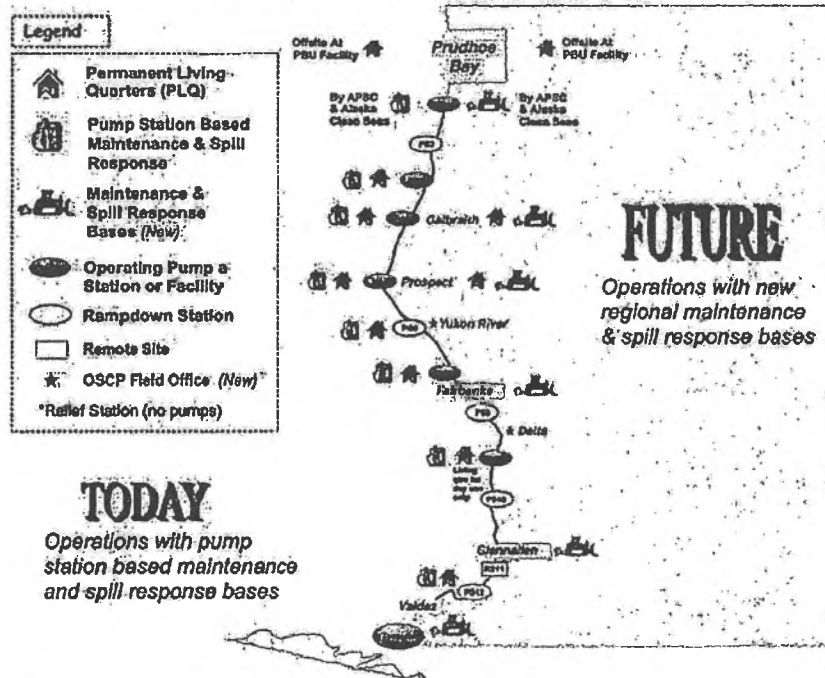 Legend
Permanent Living
Quarters (PLQ)
Pump Station Based
Maintenance & Spill
Response
Maintenance &
Spill Response
Bases (New)
Operating Pump a
Station or Facility
Rampdown Station
Remote Site
OSCP Field Office (New)
*Relief Station (no pumps)
TODAY
Operations with pump
station based maintenance
and spill response bases
Offsite At
PBU Facility
Prudhoe
Bay
Offsite At
PBU Facility
By APSC
& Alaska
Clean Seas
By APSC
& Alaska
Clean Seas
Galbraith
Prospect
Yukon River
Fairbanks
Delta
Glennallen
Valdez
FUTURE
Operations with new
regional maintenance
& spill response bases